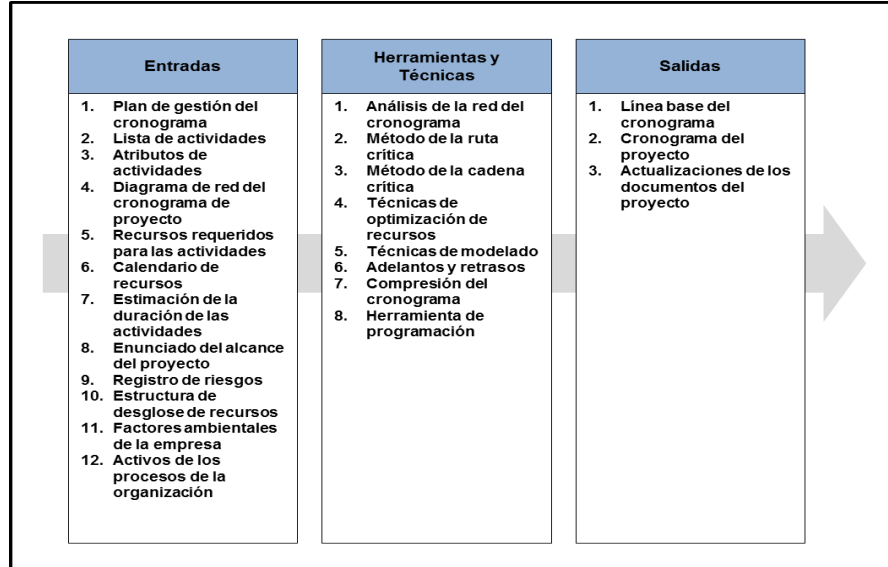 Entradas
1. Plan de gestión del
cronograma
2. Lista de actividades
3. Atributos de
actividades
4. Diagrama de red del
cronograma de
proyecto
5. Recursos requeridos
para las actividades
6. Calendario de
recursos
7. Estimación de la
duración de las
actividades
8. Enunciado del alcance
del proyecto
9. Registro de riesgos
10. Estructura de
desglose de recursos
11. Factores ambientales
de la empresa
12. Activos de los
procesos de la
organización
Herramientas y
Técnicas
1. Análisis de la red del
cronograma
2. Método de la ruta
crítica
3. Método de la cadena
crítica
4. Técnicas de
optimización de
recursos
5. Técnicas de modelado
6. Adelantos y retrasos
7. Compresión del
cronograma
8. Herramienta de
programación
Salidas
1. Línea base del
cronograma
2. Cronograma del
proyecto
3. Actualizaciones de los
documentos del
proyecto